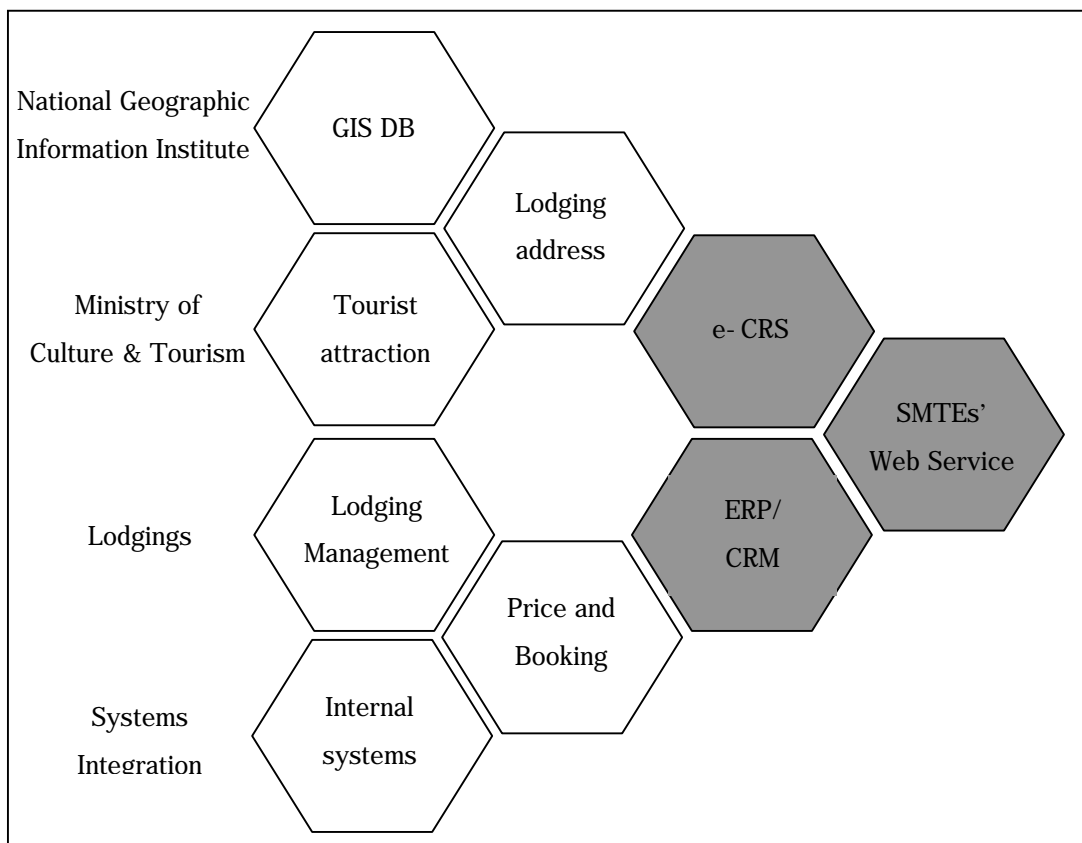 National Geographic
Information Institute
GIS DB
Lodging
address
Ministry of
Culture & Tourism
Tourist
attraction
e- CRS
SMTEs’
Web Service
Lodgings
Lodging
Management
ERP/
CRM
Price and
Booking
Systems
Integration
Internal
systems